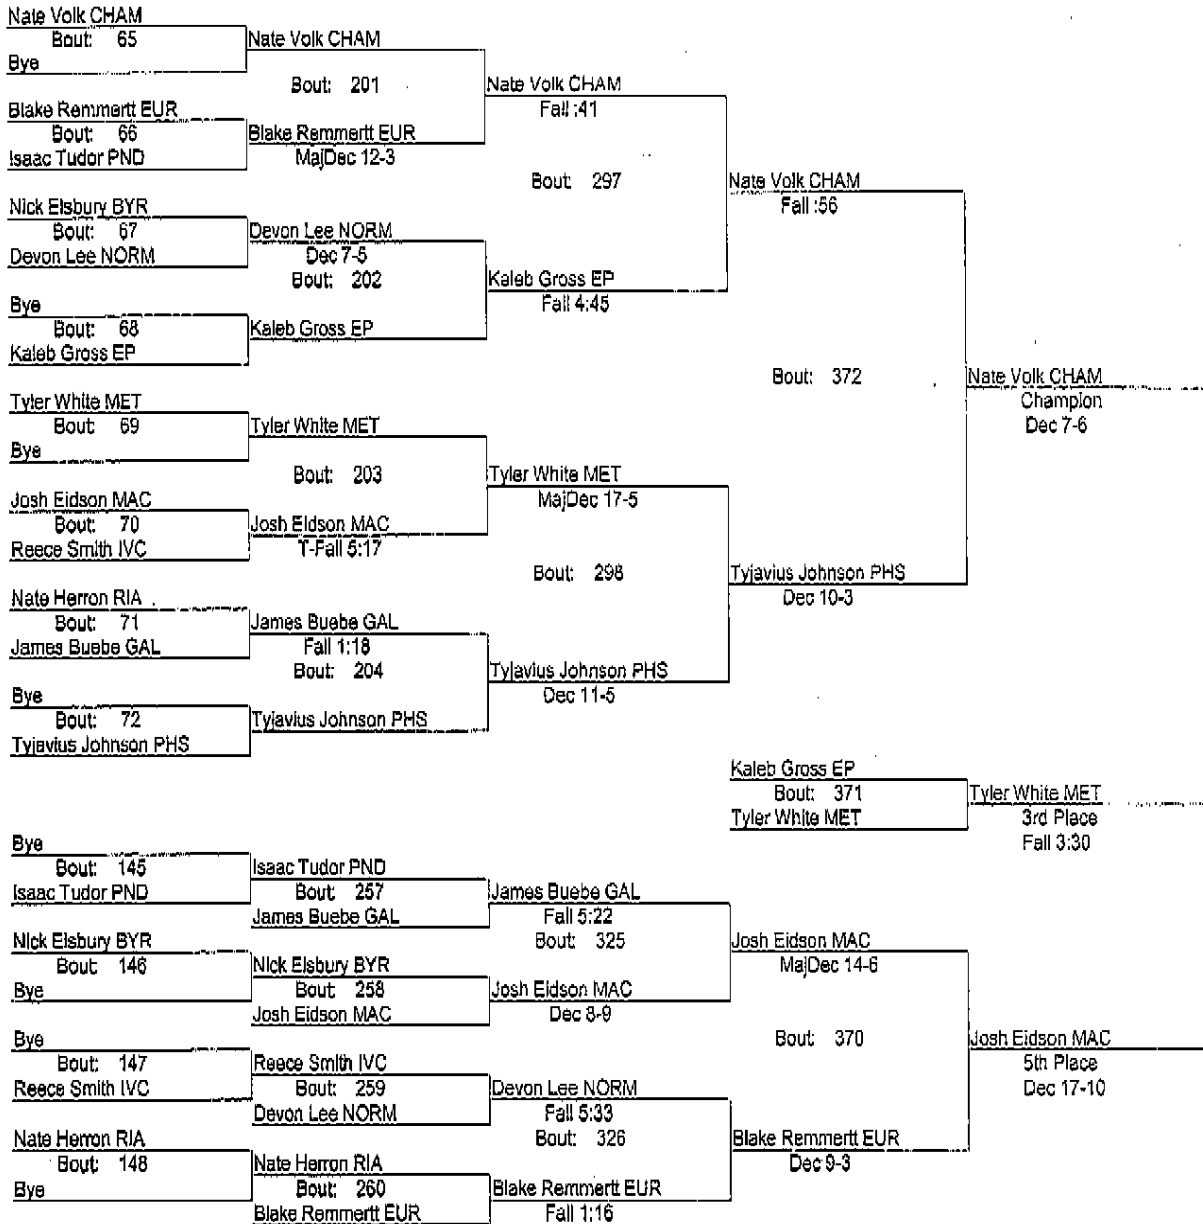 Nate Volk CHAM
Bout: 65
Bye
Nate Volk CHAM
Bout: 201
Blake Remmertt EUR
Bout: 66
Isaac Tudor PND
Blake Remmertt EUR
MajDec 12-3
Nate Volk CHAM
Fall :41
Bout: 297
Nick Elsbury BYR
Bout: 67
Devon Lee NORM
Devon Lee NORM
Dec 7-5
Bout: 202
Bye
Bout: 68
Kaleb Gross EP
Kaleb Gross EP
Kaleb Gross EP
Fall 4:45
Nate Volk CHAM
Fall :56
Bout: 372
Tyler White MET
Bout: 69
Bye
Tyler White MET
Bout: 203
Josh Eidson MAC
Bout: 70
Reece Smith IVC
Josh Eidson MAC
T-Fall 5:17
Tyler White MET
MajDec 17-5
Bout: 298
Nate Herron RIA
Bout: 71
James Buebe GAL
James Buebe GAL
Fall 1:18
Bout: 204
Bye
Bout: 72
Tyjavius Johnson PHS
Tyjavius Johnson PHS
Tyjavius Johnson PHS
Dec 11-5
Tyjavius Johnson PHS
Dec 10-3
Nate Volk CHAM
Champion
Dec 7-6
Kaleb Gross EP
Bout: 371
Tyler White MET
Tyler White MET
3rd Place
Fall 3:30
Bye
Bout: 145
Isaac Tudor PND
Isaac Tudor PND
Bout: 257
James Buebe GAL
James Buebe GAL
Fall 5:22
Bout: 325
Nick Elsbury BYR
Bout: 146
Bye
Nick Elsbury BYR
Bout: 258
Josh Eidson MAC
Josh Eidson MAC
Dec 8-9
Josh Eidson MAC
MajDec 14-6
Bout: 370
Bye
Bout: 147
Reece Smith IVC
Reece Smith IVC
Bout: 259
Devon Lee NORM
Devon Lee NORM
Fall 5:33
Bout: 326
Nate Herron RIA
Bout: 148
Bye
Nate Herron RIA
Bout: 260
Blake Remmertt EUR
Blake Remmertt EUR
Fall 1:16
Blake Remmertt EUR
Dec 9-3
Josh Eidson MAC
5th Place
Dec 17-10